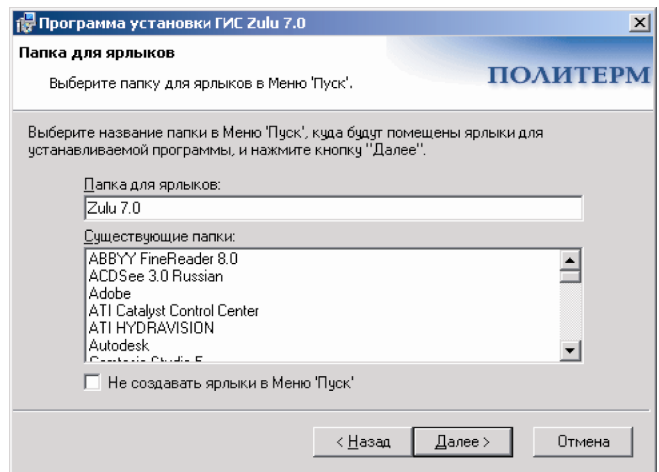 Программа установки ГИС Zulu 7.0
Папка для ярлыков
Выберите папку для ярлыков в Меню 'Пуск'.
ПОЛИТЕРМ
Выберите название папки в Меню 'Пуск', куда будут помещены ярлыки для
устанавливаемой программы, и нажмите кнопку "Далее".
Папка для ярлыков:
Zulu 7.0
Существующие папки:
ABBYY FineReader 8.0
ACDSee 3.0 Russian
Adobe
ATI Catalyst Control Center
ATI HYDRAVISION
Autodesk
Camtasia Studio 5
Не создавать ярлыки в Меню 'Пуск'
< Назад
Далее >
Отмена